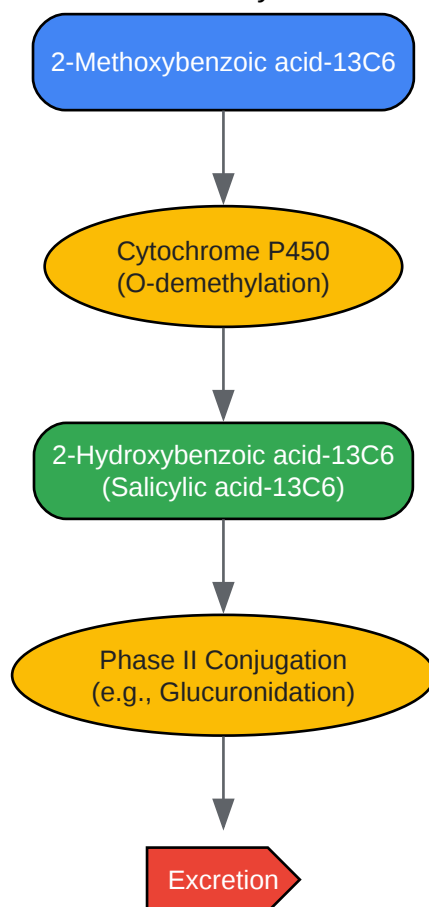 2-Methoxybenzoic acid-13C6
Cytochrome P450
(O-demethylation)
2-Hydroxybenzoic acid-13C6
(Salicylic acid-13C6)
Phase II Conjugation
(e.g., Glucuronidation)
Excretion